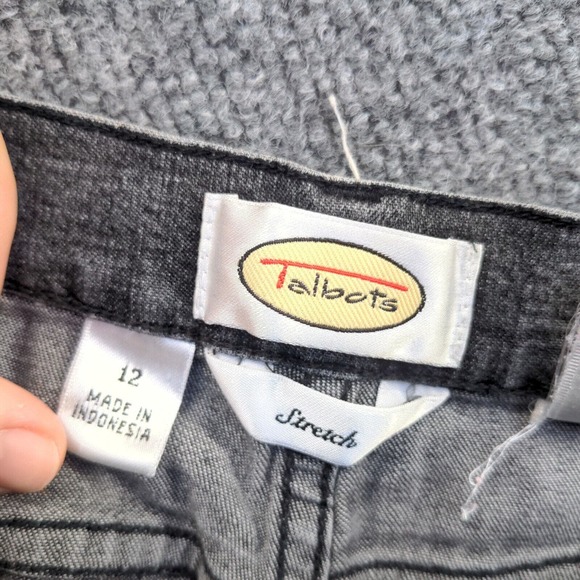 Talbots
12
MADE IN
INDONESIA
Stretch